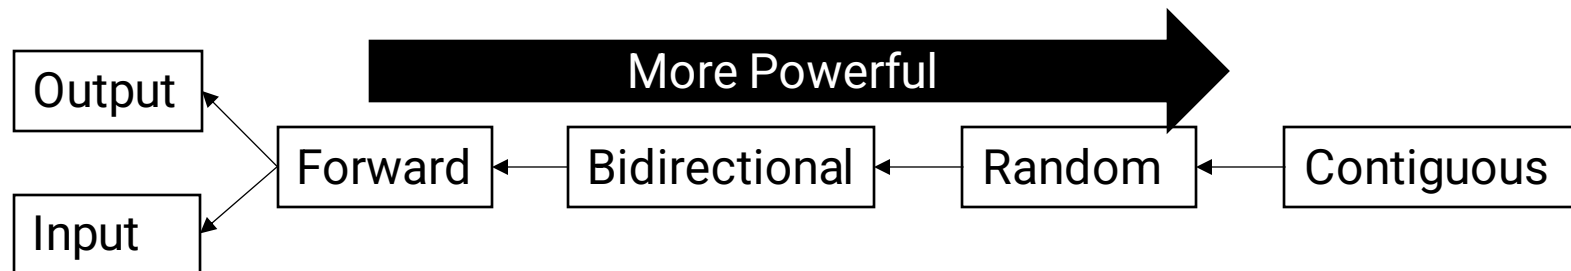 More Powerful
Output
Forward
Bidirectional
Random
Contiguous
Input